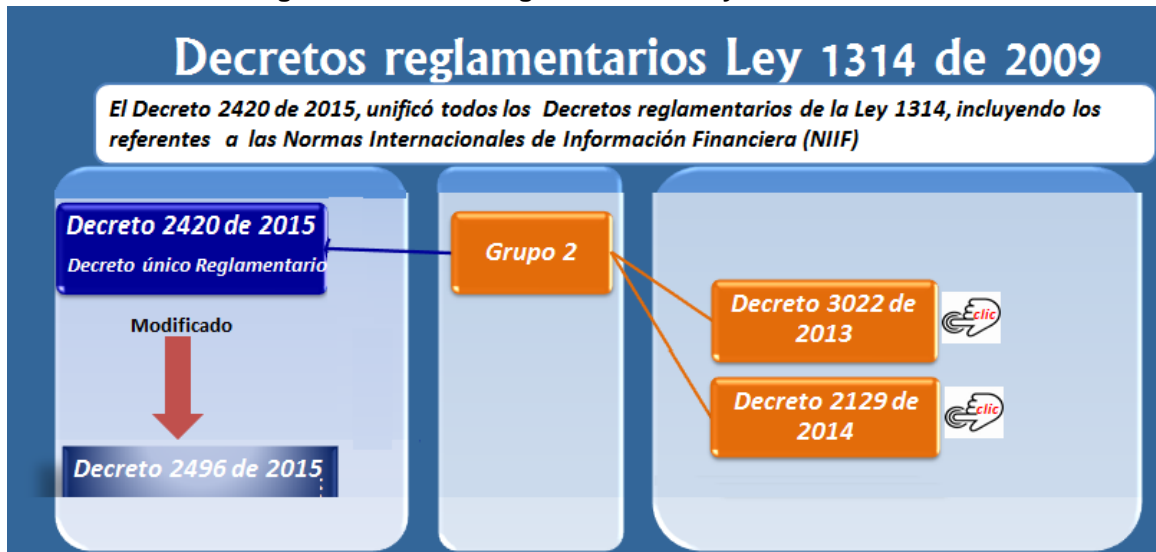 Decretos reglamentarios Ley 1314 de 2009
El Decreto 2420 de 2015, unificó todos los Decretos reglamentarios de la Ley 1314, incluyendo los
referentes a las Normas Internacionales de Información Financiera (NIIF)
Decreto 2420 de 2015
Decreto único Reglamentario
Grupo 2
Decreto 3022 de
2013
clic
Modificado
Decreto 2129 de
2014
clic
Decreto 2496 de 2015